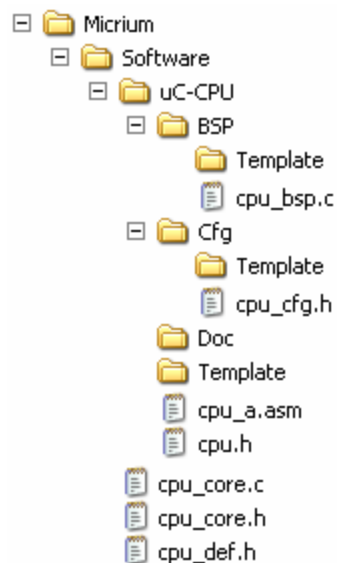 Micrium
Software
uC-CPU
BSP
Template
cpu_bsp.c
Cfg
Template
cpu_cfg.h
Doc
Template
cpu_a.asm
cpu.h
cpu_core.c
cpu_core.h
cpu_def.h